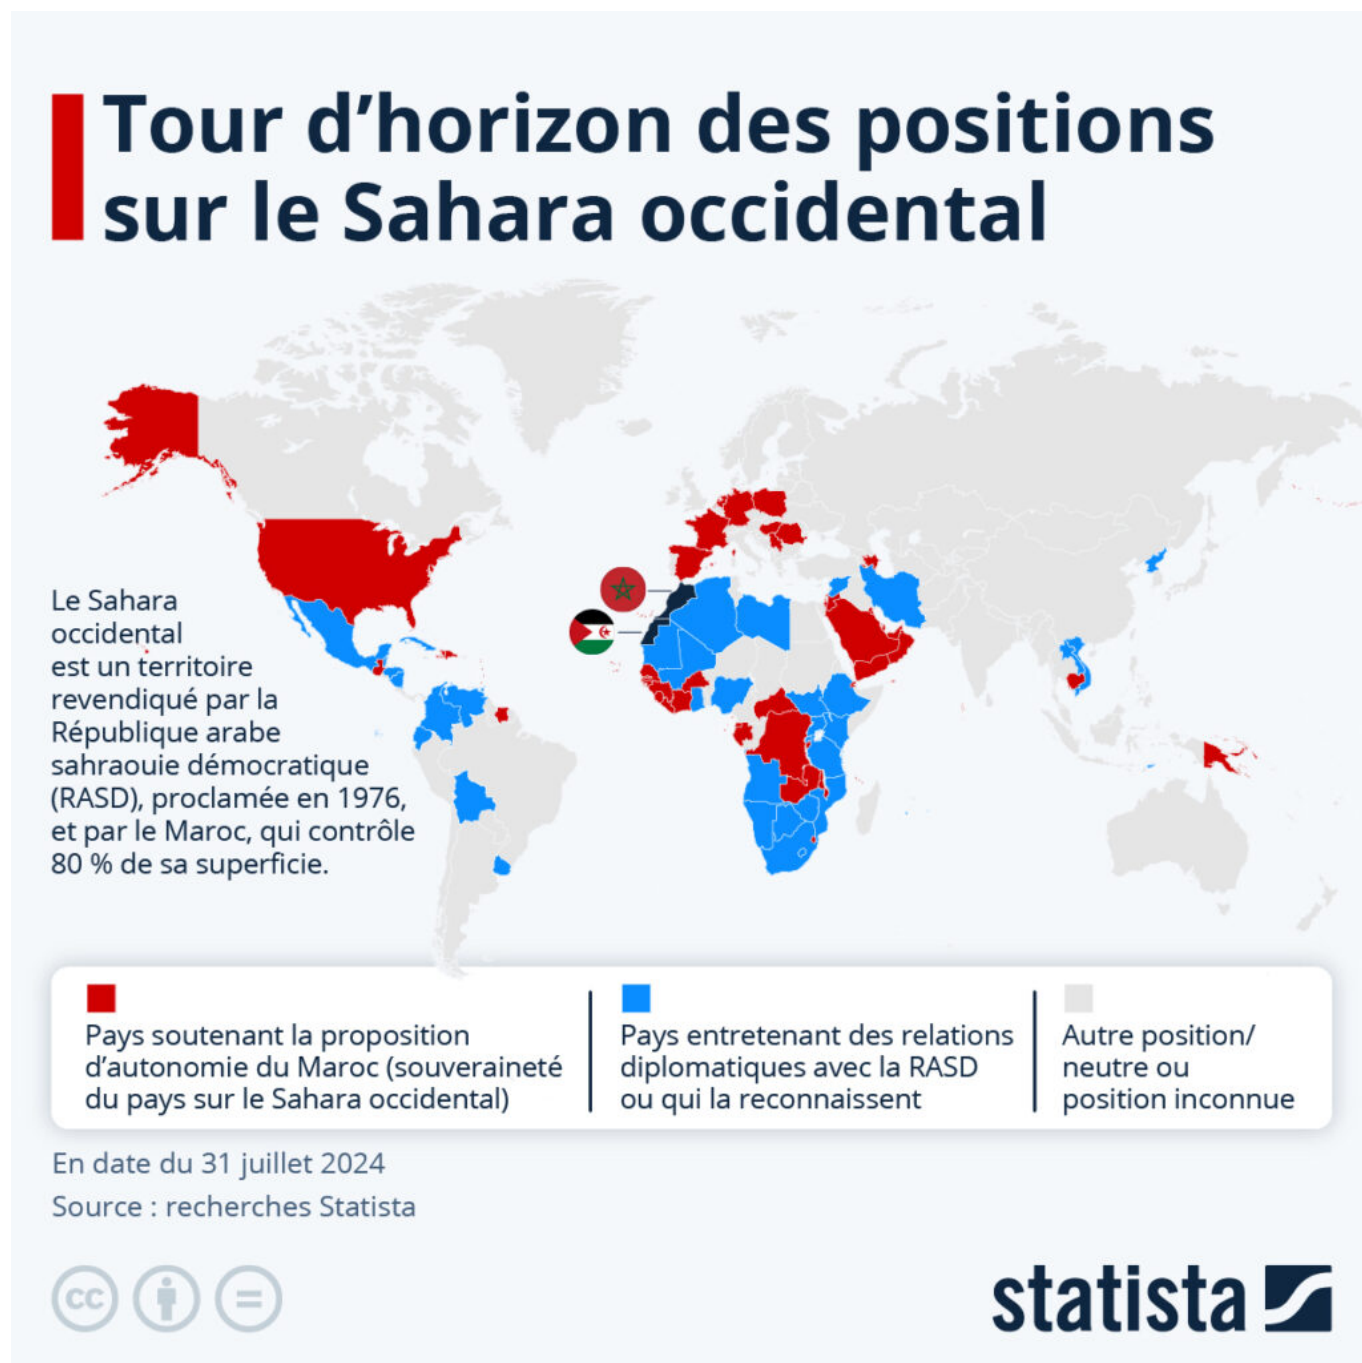 Tour d’horizon des positions
sur le Sahara occidental
Le Sahara
occidental
est un territoire
revendiqué par la
République arabe
sahraouie démocratique
(RASD), proclamée en 1976,
et par le Maroc, qui contrôle
80 % de sa superficie.
Pays soutenant la proposition
d’autonomie du Maroc (souveraineté
du pays sur le Sahara occidental)
Pays entretenant des relations
diplomatiques avec la RASD
ou qui la reconnaissent
Autre position/
neutre ou
position inconnue
En date du 31 juillet 2024
Source : recherches Statista
cc
statista